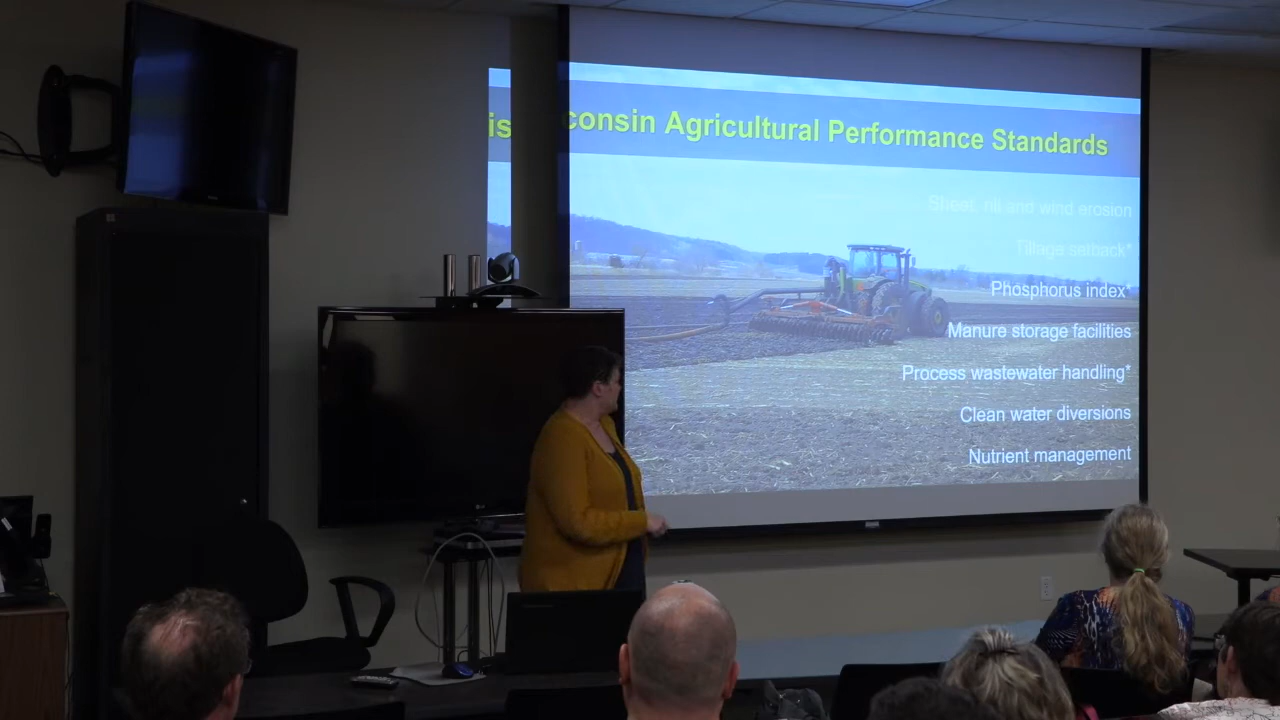 isconsin Agricultural Performance Standards
Sheet, rill and wind erosion
Tillage setback*
Phosphorus index*
Manure storage facilities
Process wastewater handling*
Clean water diversions
Nutrient management